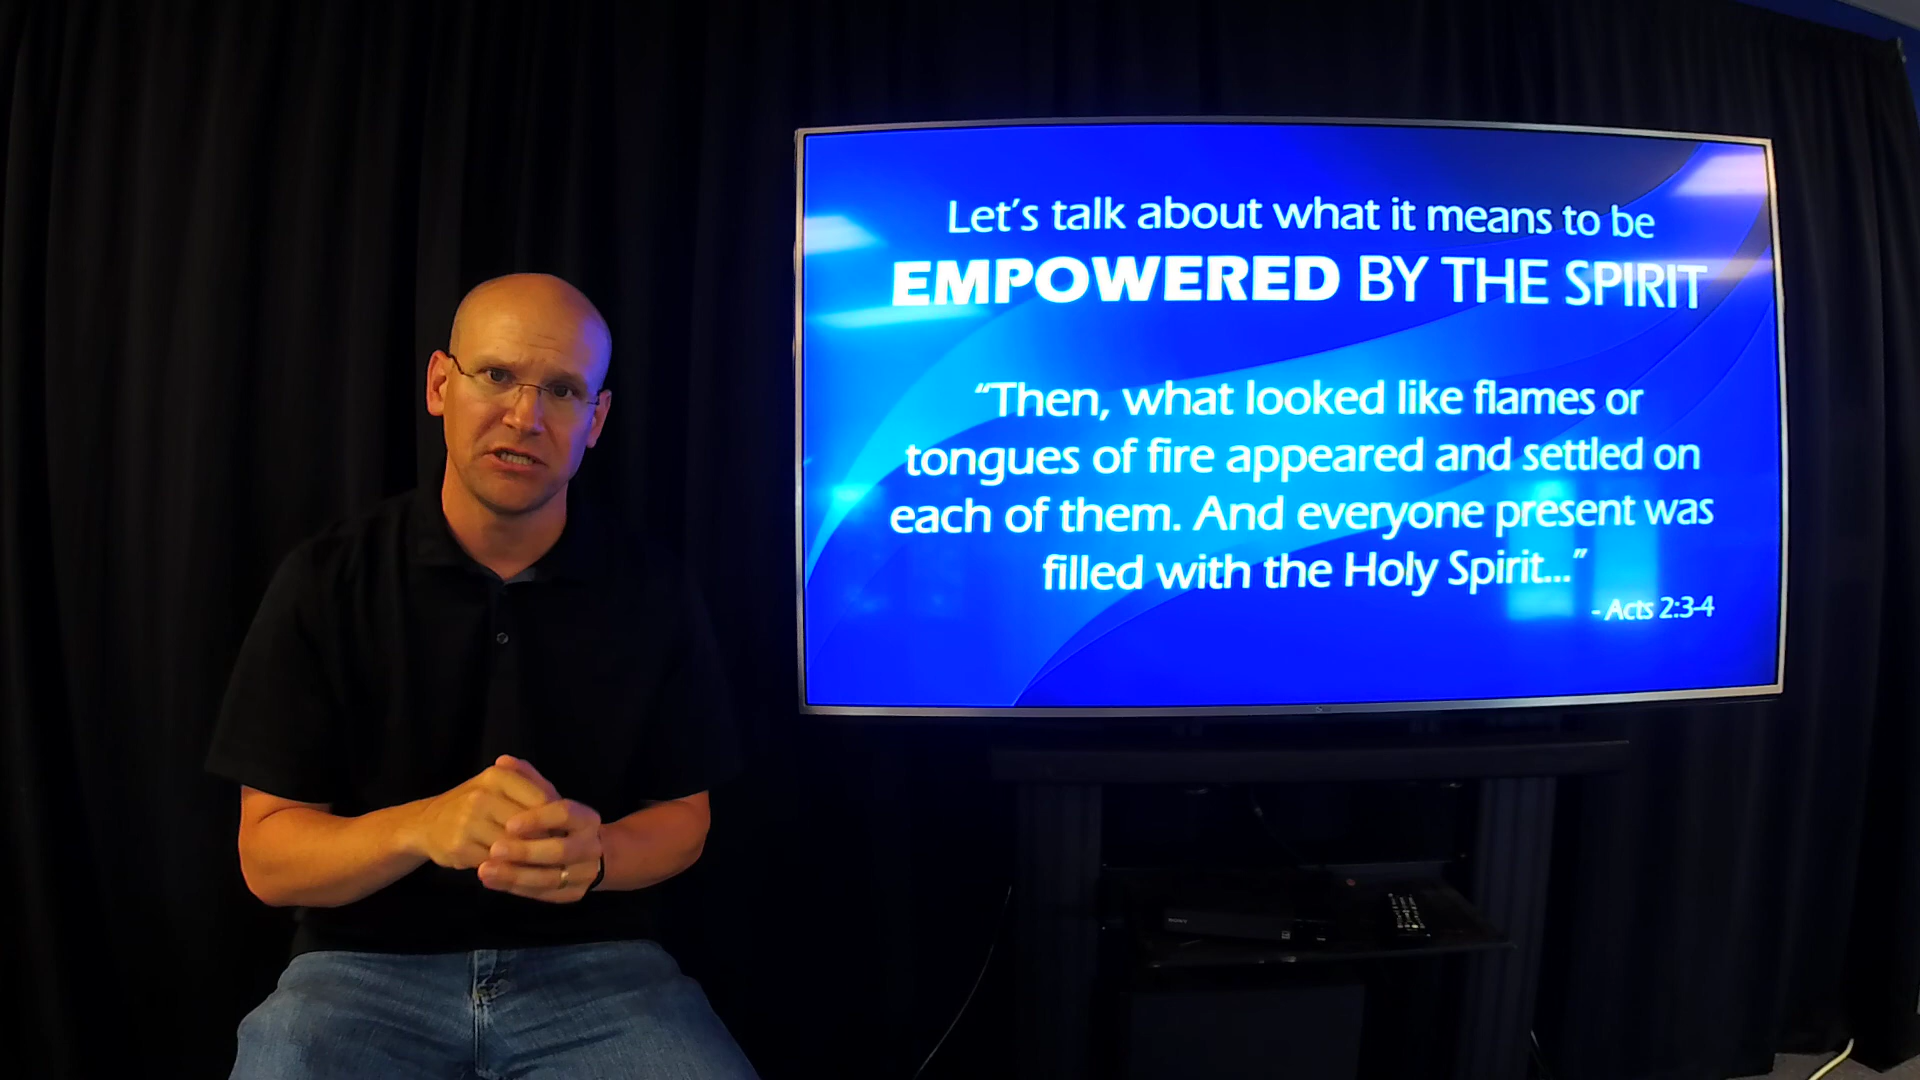 Let's talk about what it means to be
EMPOWERED BY THE SPIRIT
“Then, what looked like flames or
tongues of fire appeared and settled on
each of them. And everyone present was
filled with the Holy Spirit...”
- Acts 2:3-4
SONY